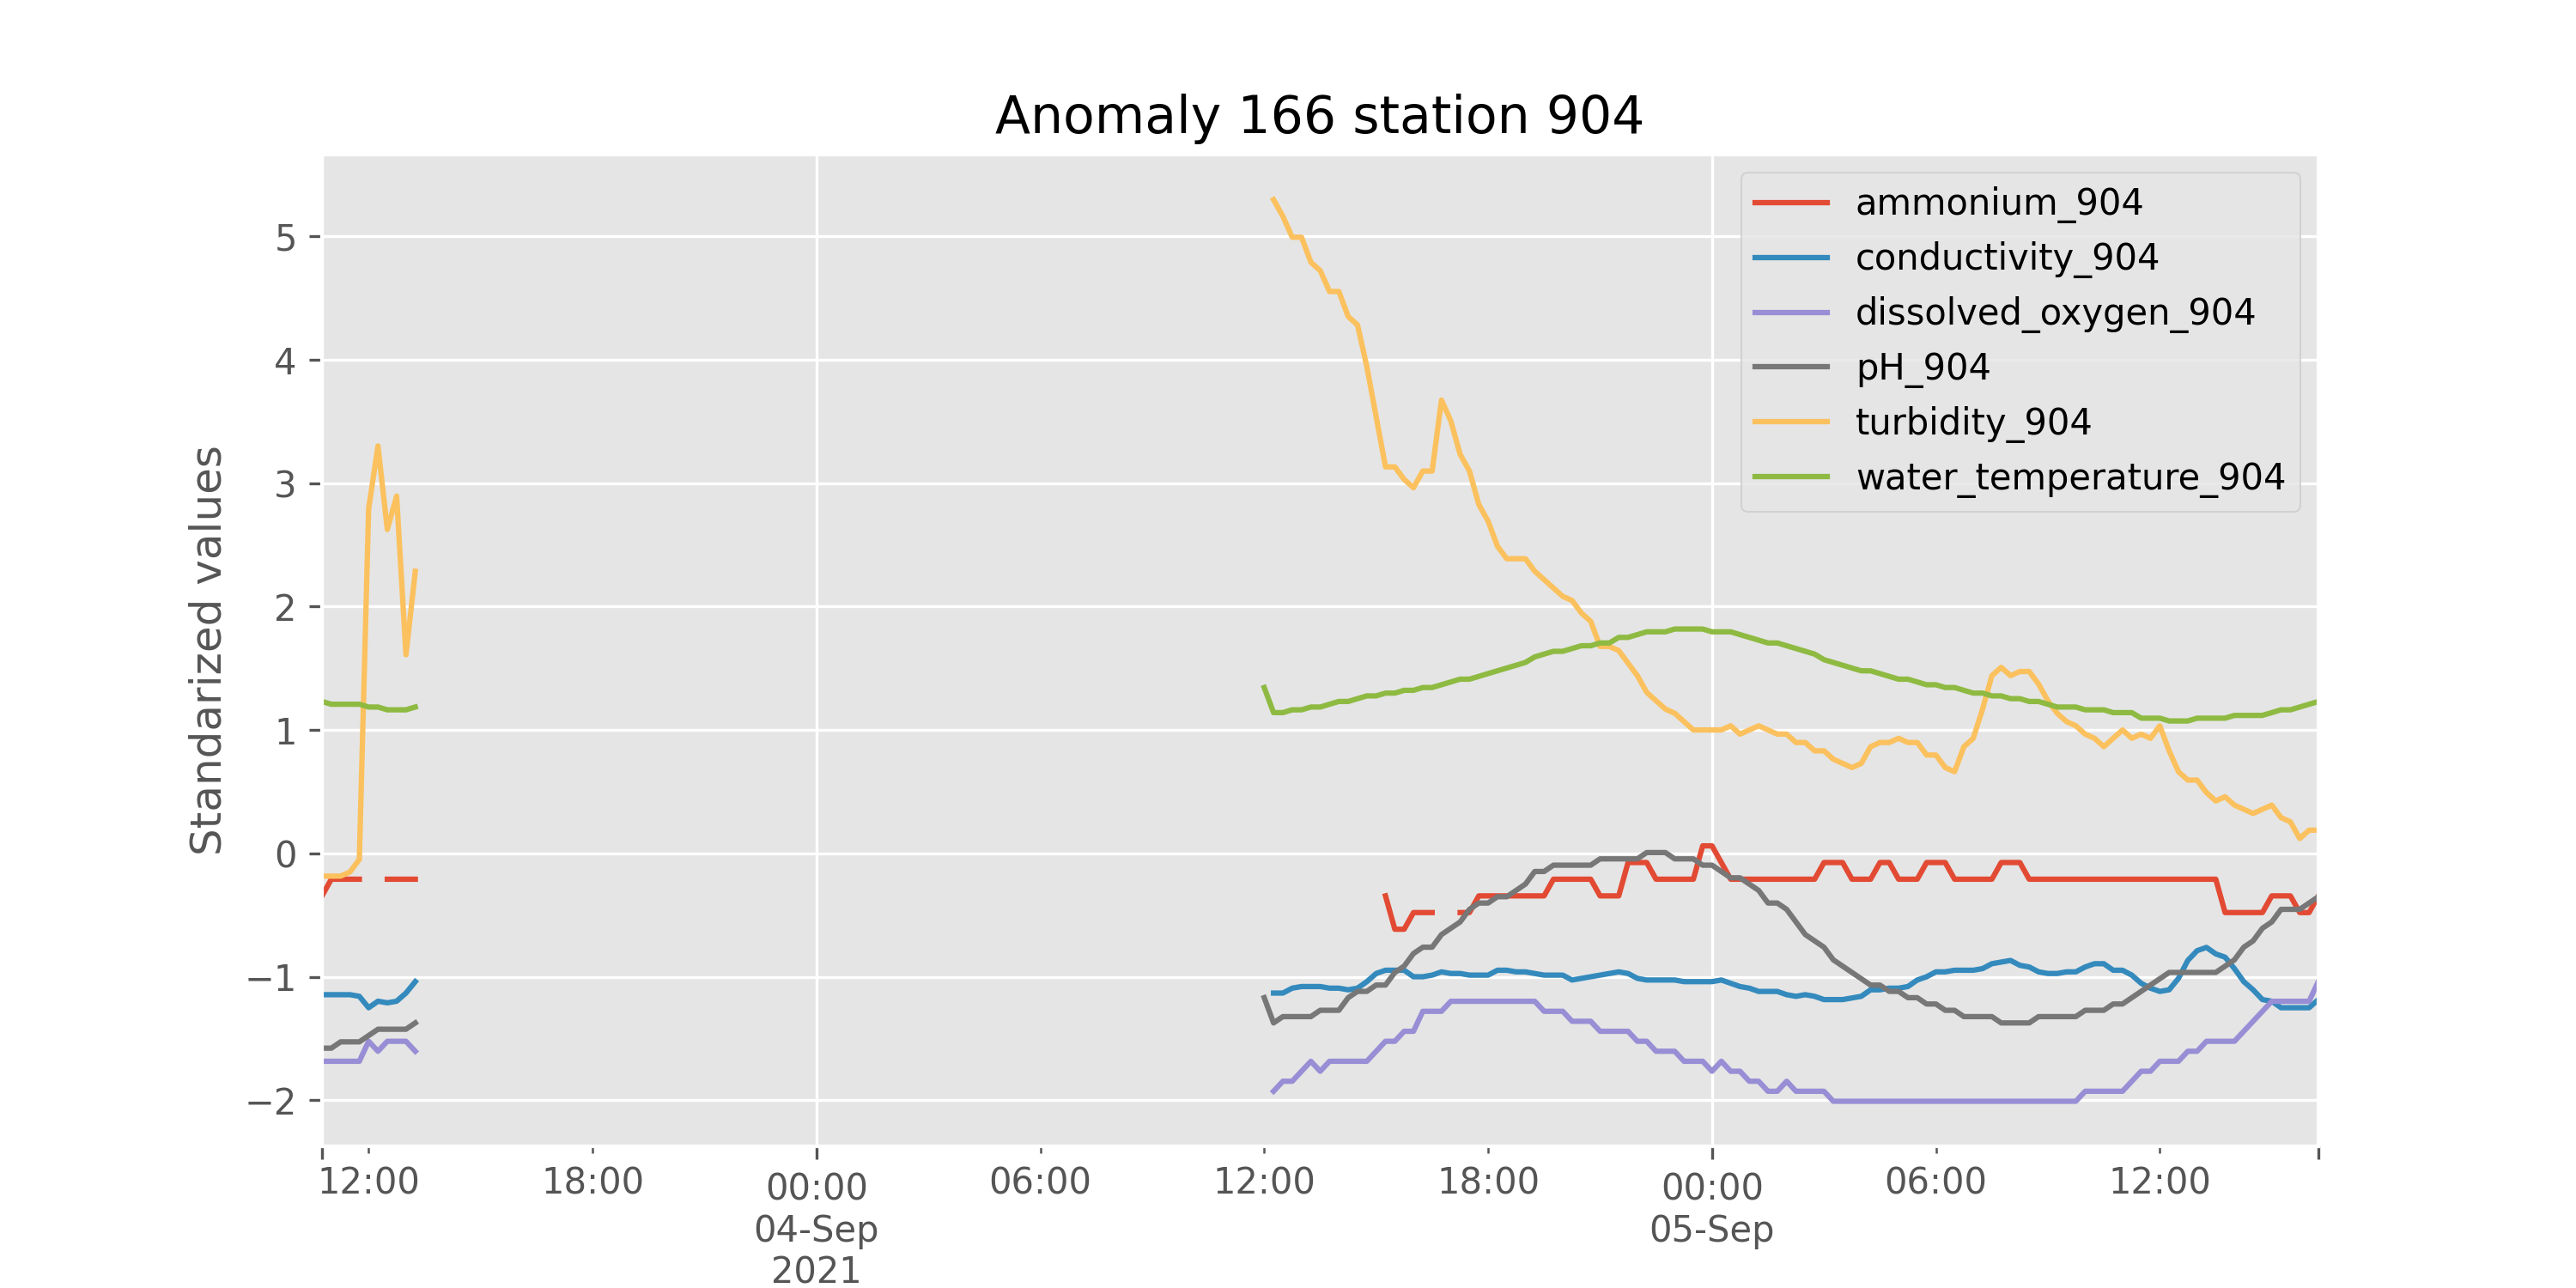 Anomaly 166 station 904
Standarized values
5
4
3
2
1
0
−1
−2
ammonium_904
conductivity_904
dissolved_oxygen_904
pH_904
turbidity_904
water_temperature_904
12:00 18:00 00:00 06:00 12:00 18:00 00:00 06:00 12:00
04-Sep 05-Sep
2021